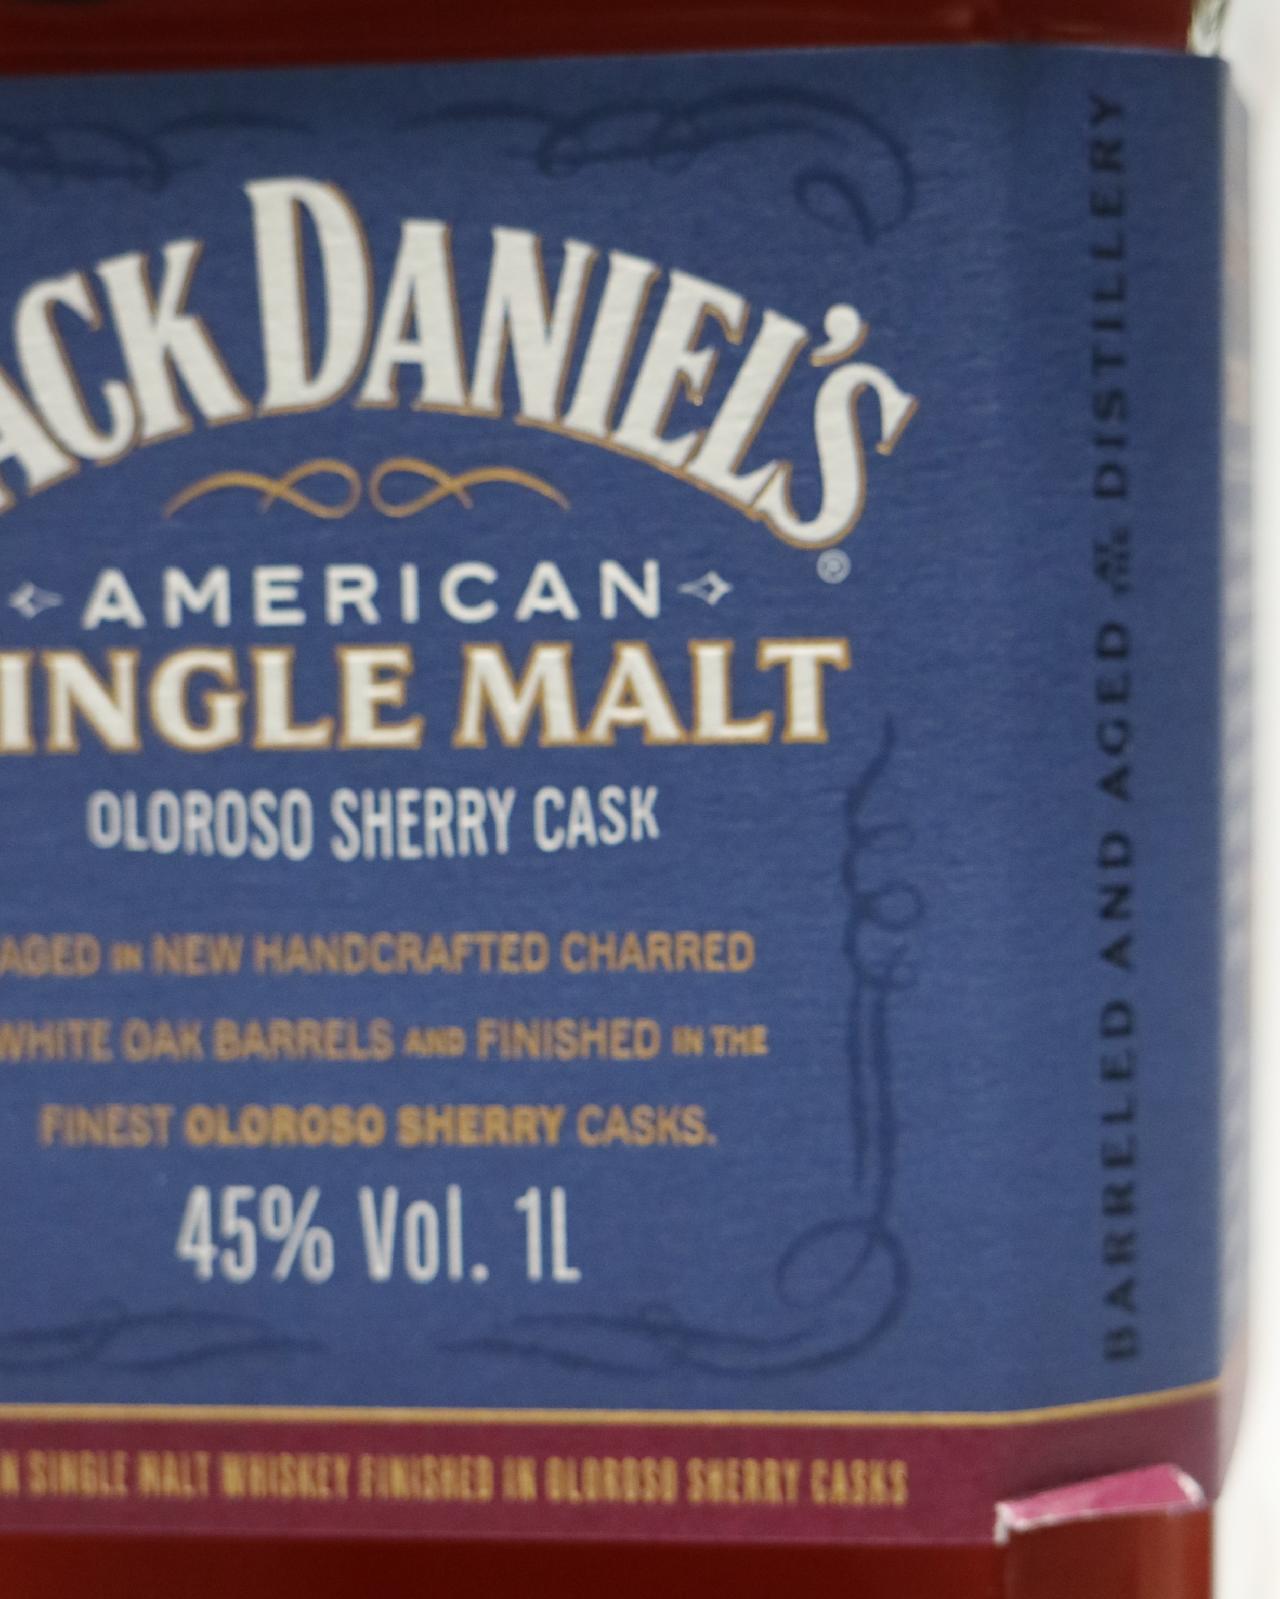 ACK DANIEL'S
®
AMERICAN
INGLE MALT
OLOROSO SHERRY CASK
AGED IN NEW HANDCRAFTED CHARRED
WHITE OAK BARRELS AND FINISHED IN THE
FINEST OLOROSO SHERRY CASKS.
45% Vol. 1L
N SINGLE MALT WHISKEY FINISHED IN OLOROSO SHERRY CASKS
BARRELED AND AGED AT THE DISTILLERY